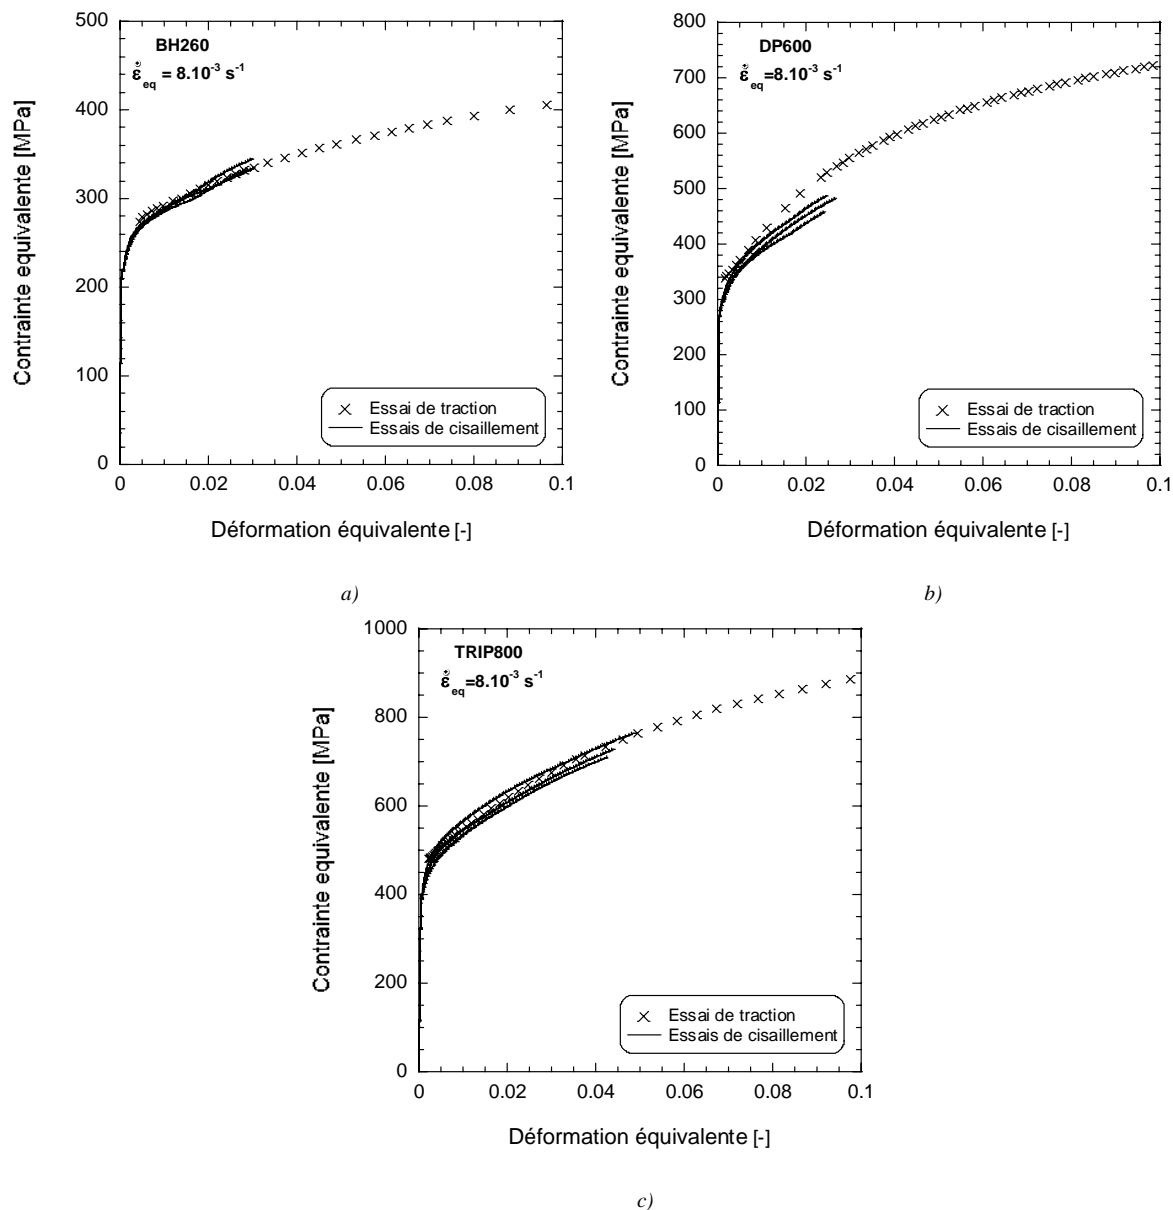 500
400
300
200
100
0
Contrainte equivalente [MPa]
BH260
ε̇eq = 8.10-3 s-1
Essai de traction
Essais de cisaillement
0 0.02 0.04 0.06 0.08 0.1
Déformation équivalente [-]
a)
800
700
600
500
400
300
200
100
0
Contrainte equivalente [MPa]
DP600
ε̇eq=8.10-3 s-1
Essai de traction
Essais de cisaillement
0 0.02 0.04 0.06 0.08 0.1
Déformation équivalente [-]
b)
1000
800
600
400
200
0
Contrainte equivalente [MPa]
TRIP800
ε̇eq=8.10-3 s-1
Essai de traction
Essais de cisaillement
0 0.02 0.04 0.06 0.08 0.1
Déformation équivalente [-]
c)